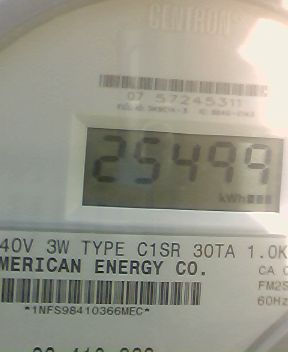 CENTRON
07 57245311
25499
kWh
40V 3W TYPE C1SR 30TA 1.0K
MERICAN ENERGY CO.
CA 0
FM2S
60Hz
*1NFS98410366MEC*